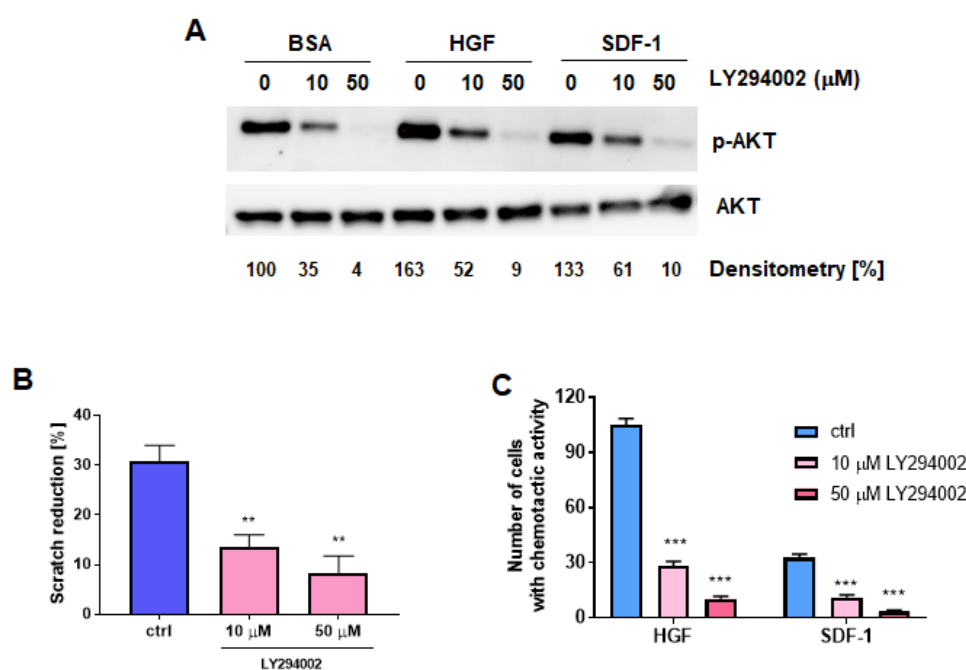 A
BSA HGF SDF-1
0 10 50 0 10 50 0 10 50 LY294002 (μM)
p-AKT
AKT
100 35 4 163 52 9 133 61 10 Densitometry [%]
B
Scratch reduction [%]
40
30
20
10
0
** **
ctrl 10 μM 50 μM
LY294002
C
Number of cells
with chemotactic activity
120
90
60
30
0
ctrl
10 μM LY294002
50 μM LY294002
*** *** *** ***
HGF SDF-1